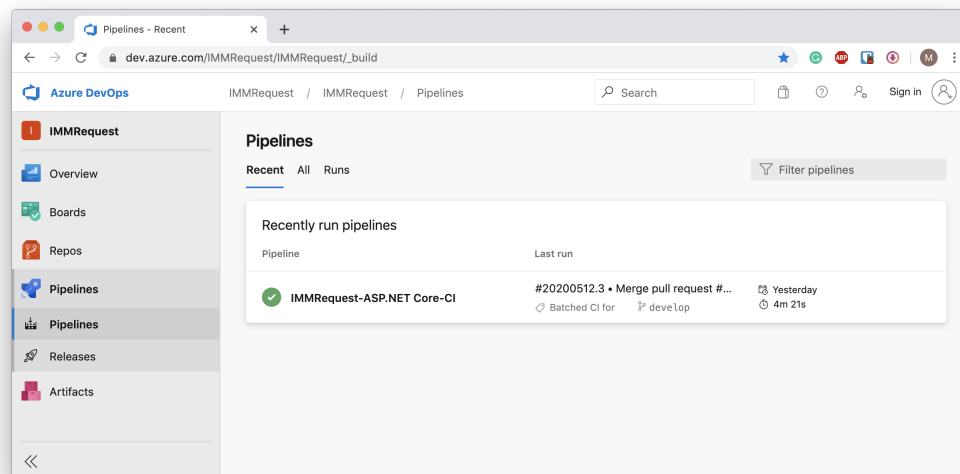 Pipelines - Recent
dev.azure.com/IMMRequest/IMMRequest/_build
G
ABP
M
Azure DevOps
IMMRequest / IMMRequest / Pipelines
Search
Sign in
I
IMMRequest
Overview
Boards
Repos
Pipelines
Pipelines
Releases
Artifacts
Pipelines
Recent All Runs
Filter pipelines
Recently run pipelines
Pipeline Last run
IMMRequest-ASP.NET Core-CI
#20200512.3 • Merge pull request #...
Yesterday
Batched CI for develop
4m 21s